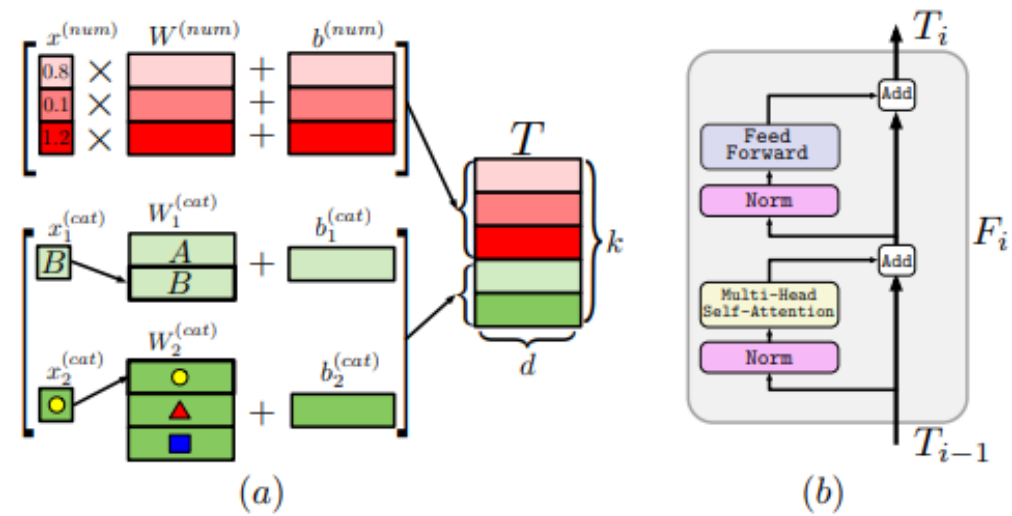 x^(num) W^(num) b^(num)
0.8 × +
0.1 × +
1.2 × +
x_1^(cat) W_1^(cat) b_1^(cat)
B A +
B
x_2^(cat) W_2^(cat) b_2^(cat)
+
T
k
d
(a)
T_i
Add
Feed
Forward
Norm
F_i
Add
Multi-Head
Self-Attention
Norm
T_{i-1}
(b)